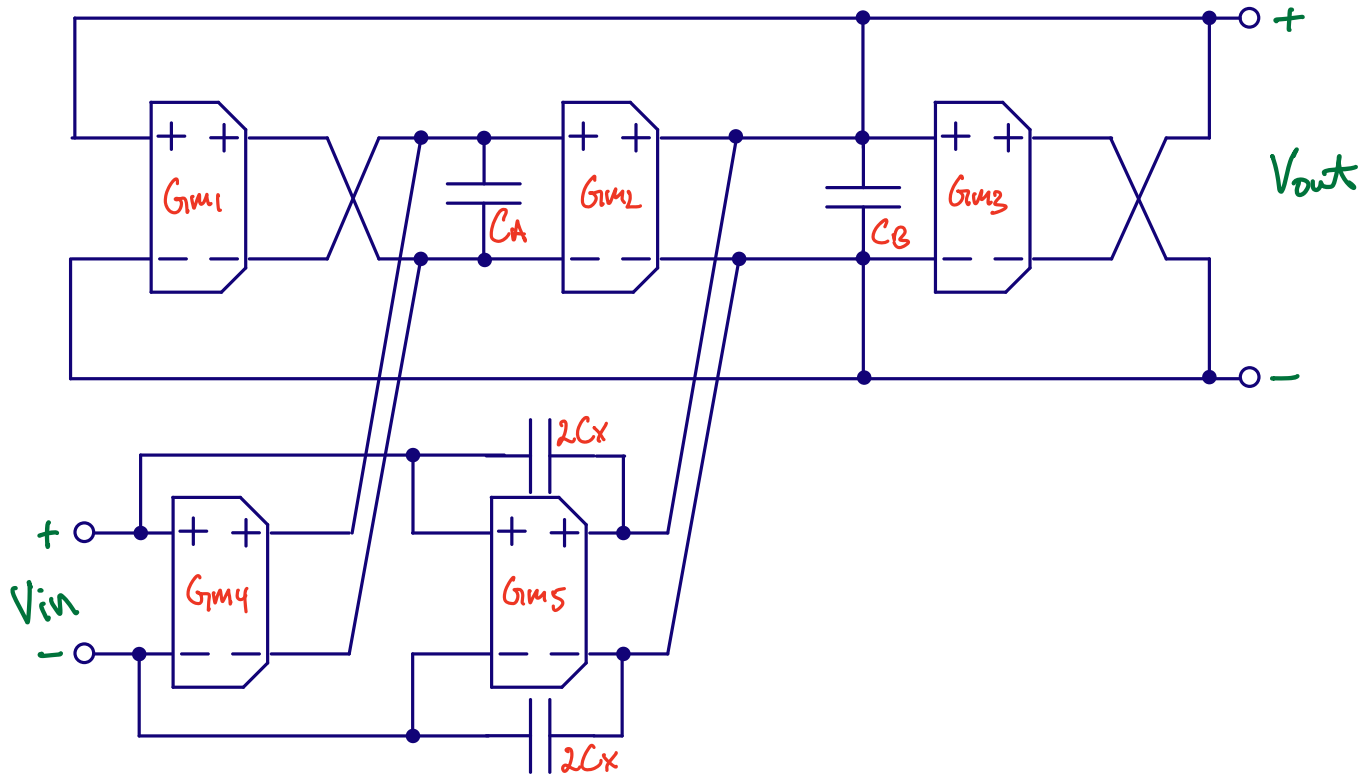 +
+ +
Gm1
- -
+ +
Gm2
- -
+ +
Gm3
- -
CA
CB
Vout
-
2Cx
+
Vin
-
+ +
Gm4
- -
+ +
Gm5
- -
2Cx